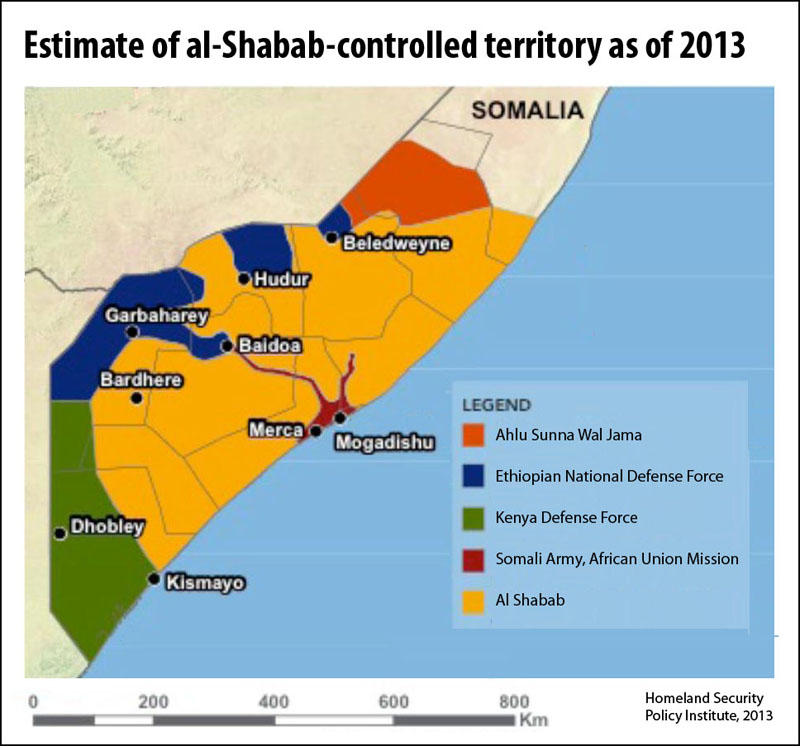 Estimate of al-Shabab-controlled territory as of 2013
SOMALIA
Beledweyne
Hudur
Garbaharey
Baidoa
Bardhere
Merca
Mogadishu
Dhobley
Kismayo
LEGEND
Ahlu Sunna Wal Jama
Ethiopian National Defense Force
Kenya Defense Force
Somali Army, African Union Mission
Al Shabab
0 200 400 600 800
Km
Homeland Security
Policy Institute, 2013